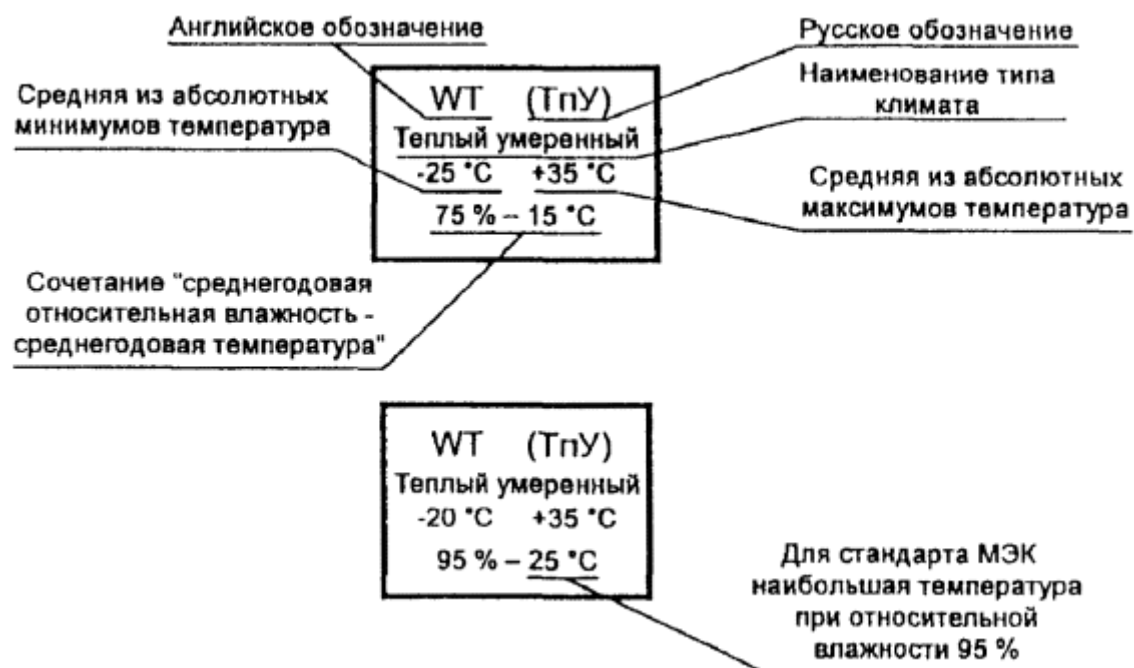 Английское обозначение
Русское обозначение
Средняя из абсолютных
минимумов температура
WT (ТпУ)
Теплый умеренный
-25 °С +35 °С
75 % – 15 °С
Наименование типа
климата
Средняя из абсолютных
максимумов температура
Сочетание "среднегодовая
относительная влажность -
среднегодовая температура"
WT (ТпУ)
Теплый умеренный
-20 °С +35 °С
95 % – 25 °С
Для стандарта МЭК
наибольшая температура
при относительной
влажности 95 %